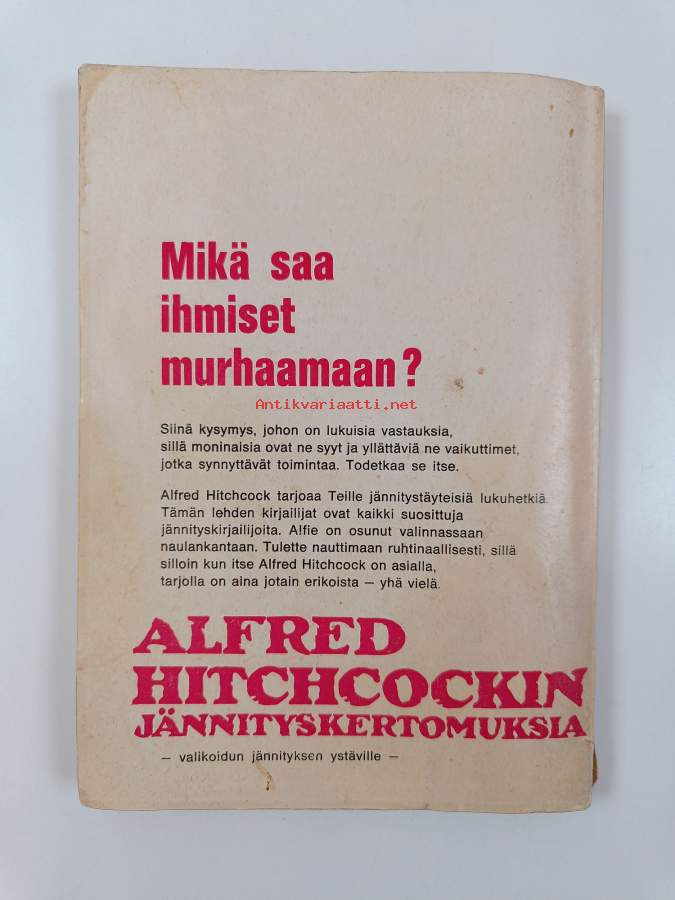 Mikä saa
ihmiset
murhaamaan?
Antikvariaatti.net
Siinä kysymys, johon on lukuisia vastauksia,
sillä moninaisia ovat ne syyt ja yllättäviä ne vaikuttimet,
jotka synnyttävät toimintaa. Todetkaa se itse.
Alfred Hitchcock tarjoaa Teille jännitystäyteisiä lukuhetkiä.
Tämän lehden kirjailijat ovat kaikki suosittuja
jännityskirjailijoita. Alfie on osunut valinnassaan
naulankantaan. Tulette nauttimaan ruhtinaallisesti, sillä
silloin kun itse Alfred Hitchcock on asialla,
tarjolla on aina jotain erikoista – yhä vielä.
ALFRED
HITCHCOCKIN
JÄNNITYSKERTOMUKSIA
– valikoidun jännityksen ystäville –